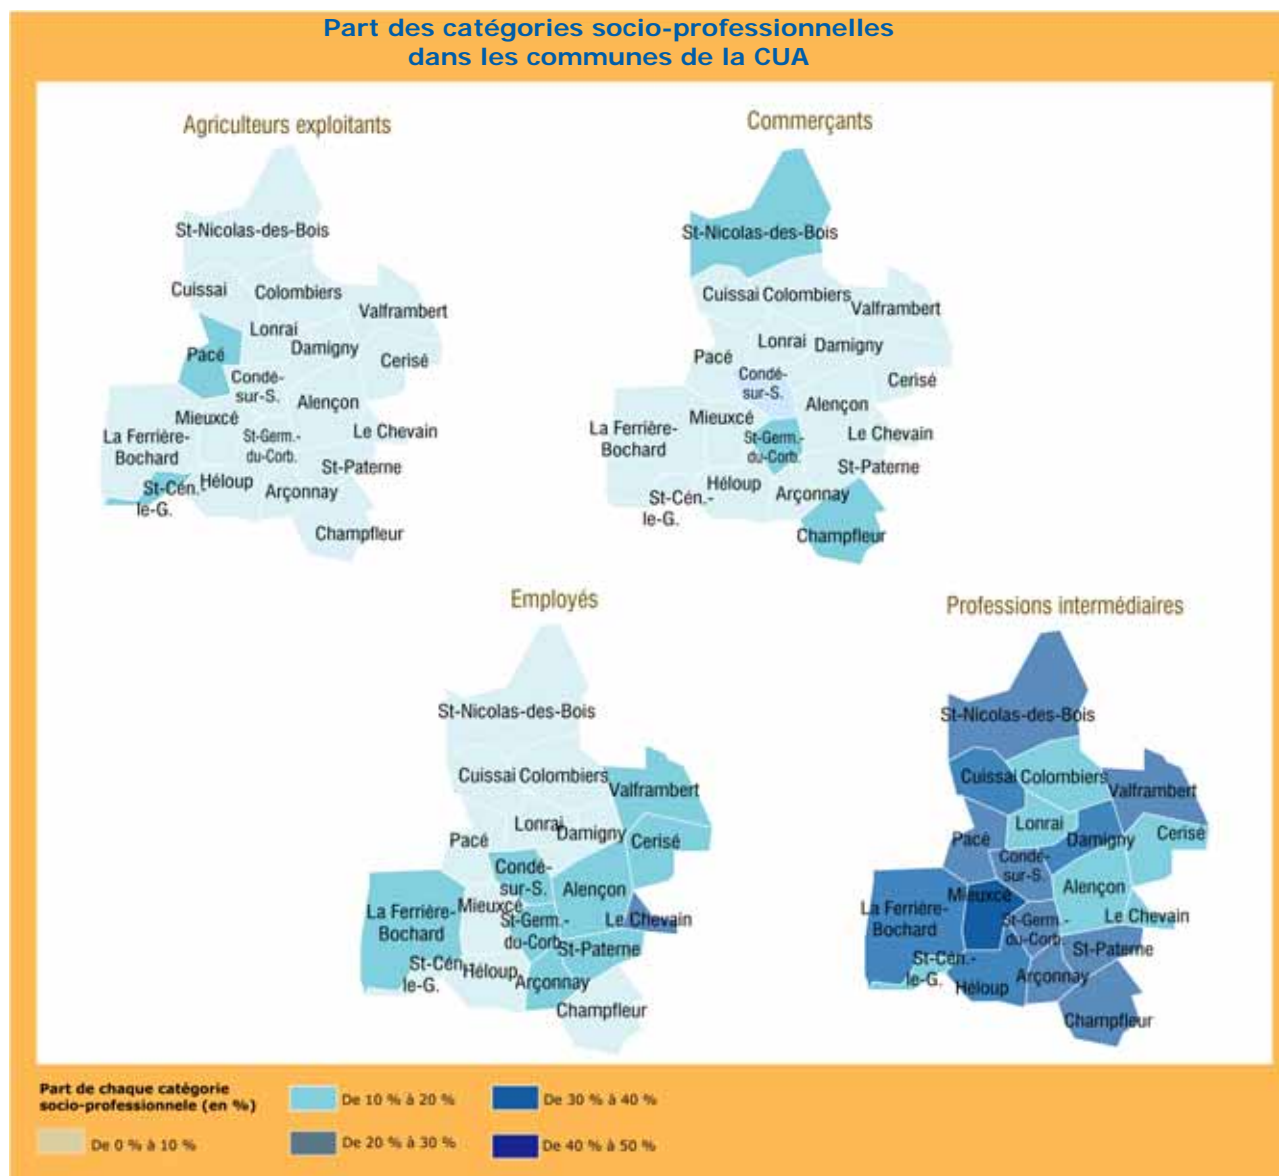 Part des catégories socio-professionnelles
dans les communes de la CUA
Agriculteurs exploitants
St-Nicolas-des-Bois
Cuissai
Colombiers
Valframbert
Lonrai
Damigny
Pacé
Cerisé
Condé-
sur-S.
Alençon
Mieuxcé
La Ferrière-
Bochard
St-Germ.-
du-Corb.
Le Chevain
St-Paterne
St-Cén.-
le-G.
Héloup
Arçonnay
Champfleur
Commerçants
St-Nicolas-des-Bois
Cuissai
Colombiers
Valframbert
Lonrai
Damigny
Pacé
Cerisé
Condé-
sur-S.
Alençon
Mieuxcé
La Ferrière-
Bochard
St-Germ.-
du-Corb.
Le Chevain
St-Paterne
St-Cén.-
le-G.
Héloup
Arçonnay
Champfleur
Employés
St-Nicolas-des-Bois
Cuissai
Colombiers
Valframbert
Lonrai
Damigny
Pacé
Cerisé
Condé-
sur-S.
Alençon
Mieuxcé
La Ferrière-
Bochard
St-Germ.-
du-Corb.
Le Chevain
St-Paterne
St-Cén.-
le-G.
Héloup
Arçonnay
Champfleur
Professions intermédiaires
St-Nicolas-des-Bois
Cuissai
Colombiers
Valframbert
Lonrai
Damigny
Pacé
Cerisé
Condé-
sur-S.
Alençon
Mieuxcé
La Ferrière-
Bochard
St-Germ.-
du-Corb.
Le Chevain
St-Paterne
St-Cén.-
le-G.
Héloup
Arçonnay
Champfleur
Part de chaque catégorie
socio-professionnele (en %)
De 0 % à 10 %
De 10 % à 20 %
De 20 % à 30 %
De 30 % à 40 %
De 40 % à 50 %